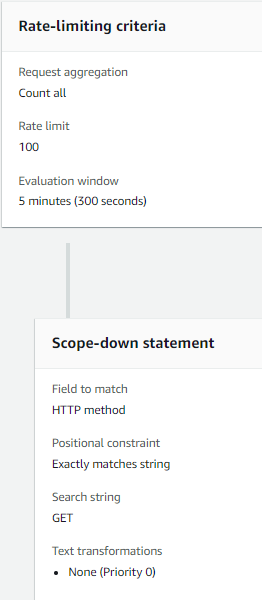 Rate-limiting criteria
Request aggregation
Count all
Rate limit
100
Evaluation window
5 minutes (300 seconds)
Scope-down statement
Field to match
HTTP method
Positional constraint
Exactly matches string
Search string
GET
Text transformations
• None (Priority 0)